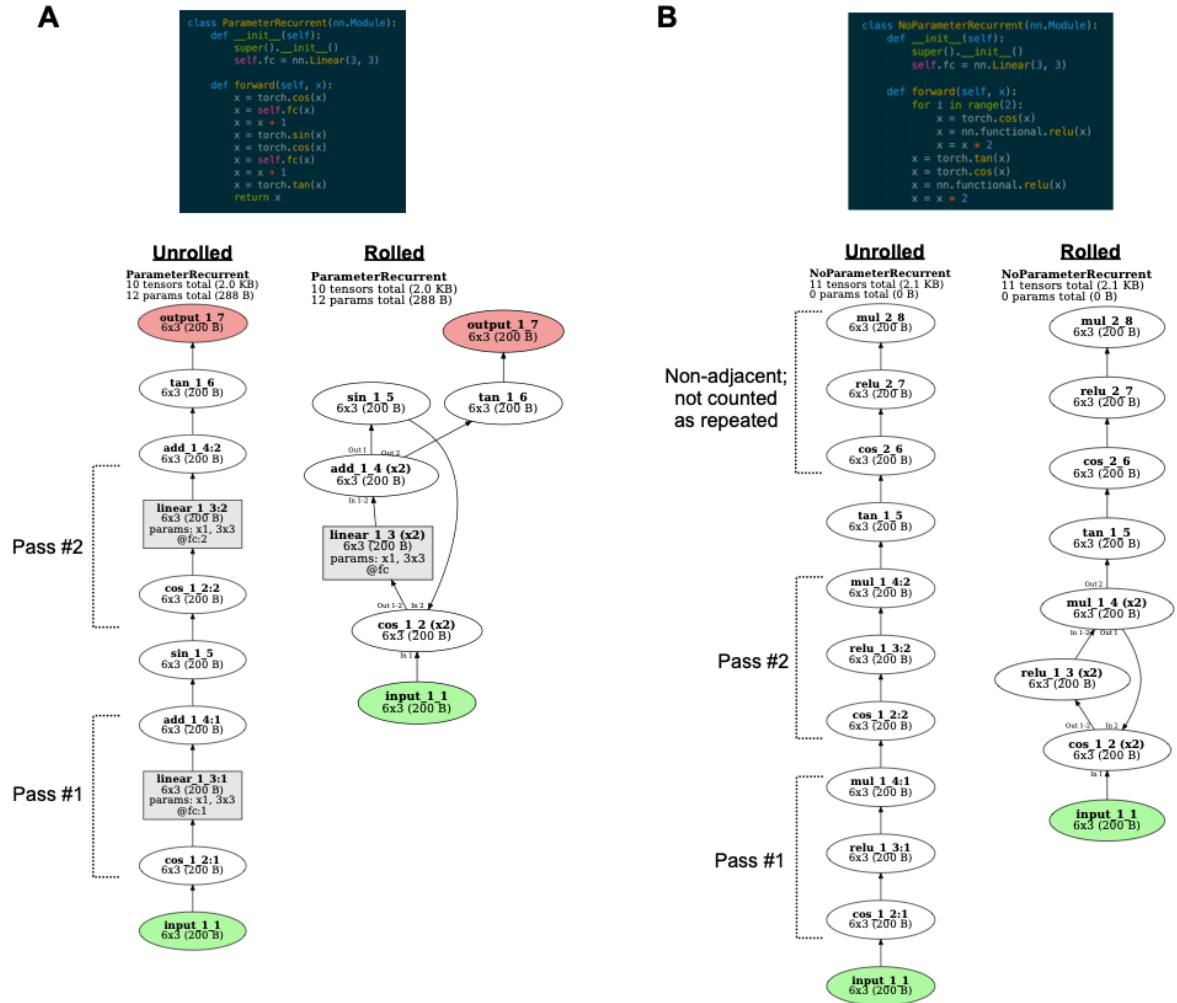 A
class ParameterRecurrent(nn.Module):
def __init__(self):
super().__init__()
self.fc = nn.Linear(3, 3)
def forward(self, x):
x = torch.cos(x)
x = self.fc(x)
x = x + 1
x = torch.sin(x)
x = torch.cos(x)
x = self.fc(x)
x = x + 1
x = torch.tan(x)
return x
Unrolled
ParameterRecurrent
10 tensors total (2.0 KB)
12 params total (288 B)
output_1_7
6x3 (200 B)
tan_1_6
6x3 (200 B)
add_1_4:2
6x3 (200 B)
linear_1_3:2
6x3 (200 B)
params: x1, 3x3
@fc:2
Pass #2
cos_1_2:2
6x3 (200 B)
sin_1_5
6x3 (200 B)
add_1_4:1
6x3 (200 B)
linear_1_3:1
6x3 (200 B)
params: x1, 3x3
@fc:1
Pass #1
cos_1_2:1
6x3 (200 B)
input_1_1
6x3 (200 B)
Rolled
ParameterRecurrent
10 tensors total (2.0 KB)
12 params total (288 B)
output_1_7
6x3 (200 B)
sin_1_5
6x3 (200 B)
tan_1_6
6x3 (200 B)
Out 1
Out 2
add_1_4 (x2)
6x3 (200 B)
In 1-2
linear_1_3 (x2)
6x3 (200 B)
params: x1, 3x3
@fc
Out 1-2
In 2
cos_1_2 (x2)
6x3 (200 B)
In 1
input_1_1
6x3 (200 B)
B
class NoParameterRecurrent(nn.Module):
def __init__(self):
super().__init__()
self.fc = nn.Linear(3, 3)
def forward(self, x):
for i in range(2):
x = torch.cos(x)
x = nn.functional.relu(x)
x = x * 2
x = torch.tan(x)
x = torch.cos(x)
x = nn.functional.relu(x)
x = x * 2
Unrolled
NoParameterRecurrent
11 tensors total (2.1 KB)
0 params total (0 B)
mul_2_8
6x3 (200 B)
Non-adjacent;
not counted
as repeated
relu_2_7
6x3 (200 B)
cos_2_6
6x3 (200 B)
tan_1_5
6x3 (200 B)
mul_1_4:2
6x3 (200 B)
Pass #2
relu_1_3:2
6x3 (200 B)
cos_1_2:2
6x3 (200 B)
mul_1_4:1
6x3 (200 B)
Pass #1
relu_1_3:1
6x3 (200 B)
cos_1_2:1
6x3 (200 B)
input_1_1
6x3 (200 B)
Rolled
NoParameterRecurrent
11 tensors total (2.1 KB)
0 params total (0 B)
mul_2_8
6x3 (200 B)
relu_2_7
6x3 (200 B)
cos_2_6
6x3 (200 B)
tan_1_5
6x3 (200 B)
Out 2
mul_1_4 (x2)
6x3 (200 B)
In 1-2
Out 1
relu_1_3 (x2)
6x3 (200 B)
Out 1-2
In 2
cos_1_2 (x2)
6x3 (200 B)
In 1
input_1_1
6x3 (200 B)